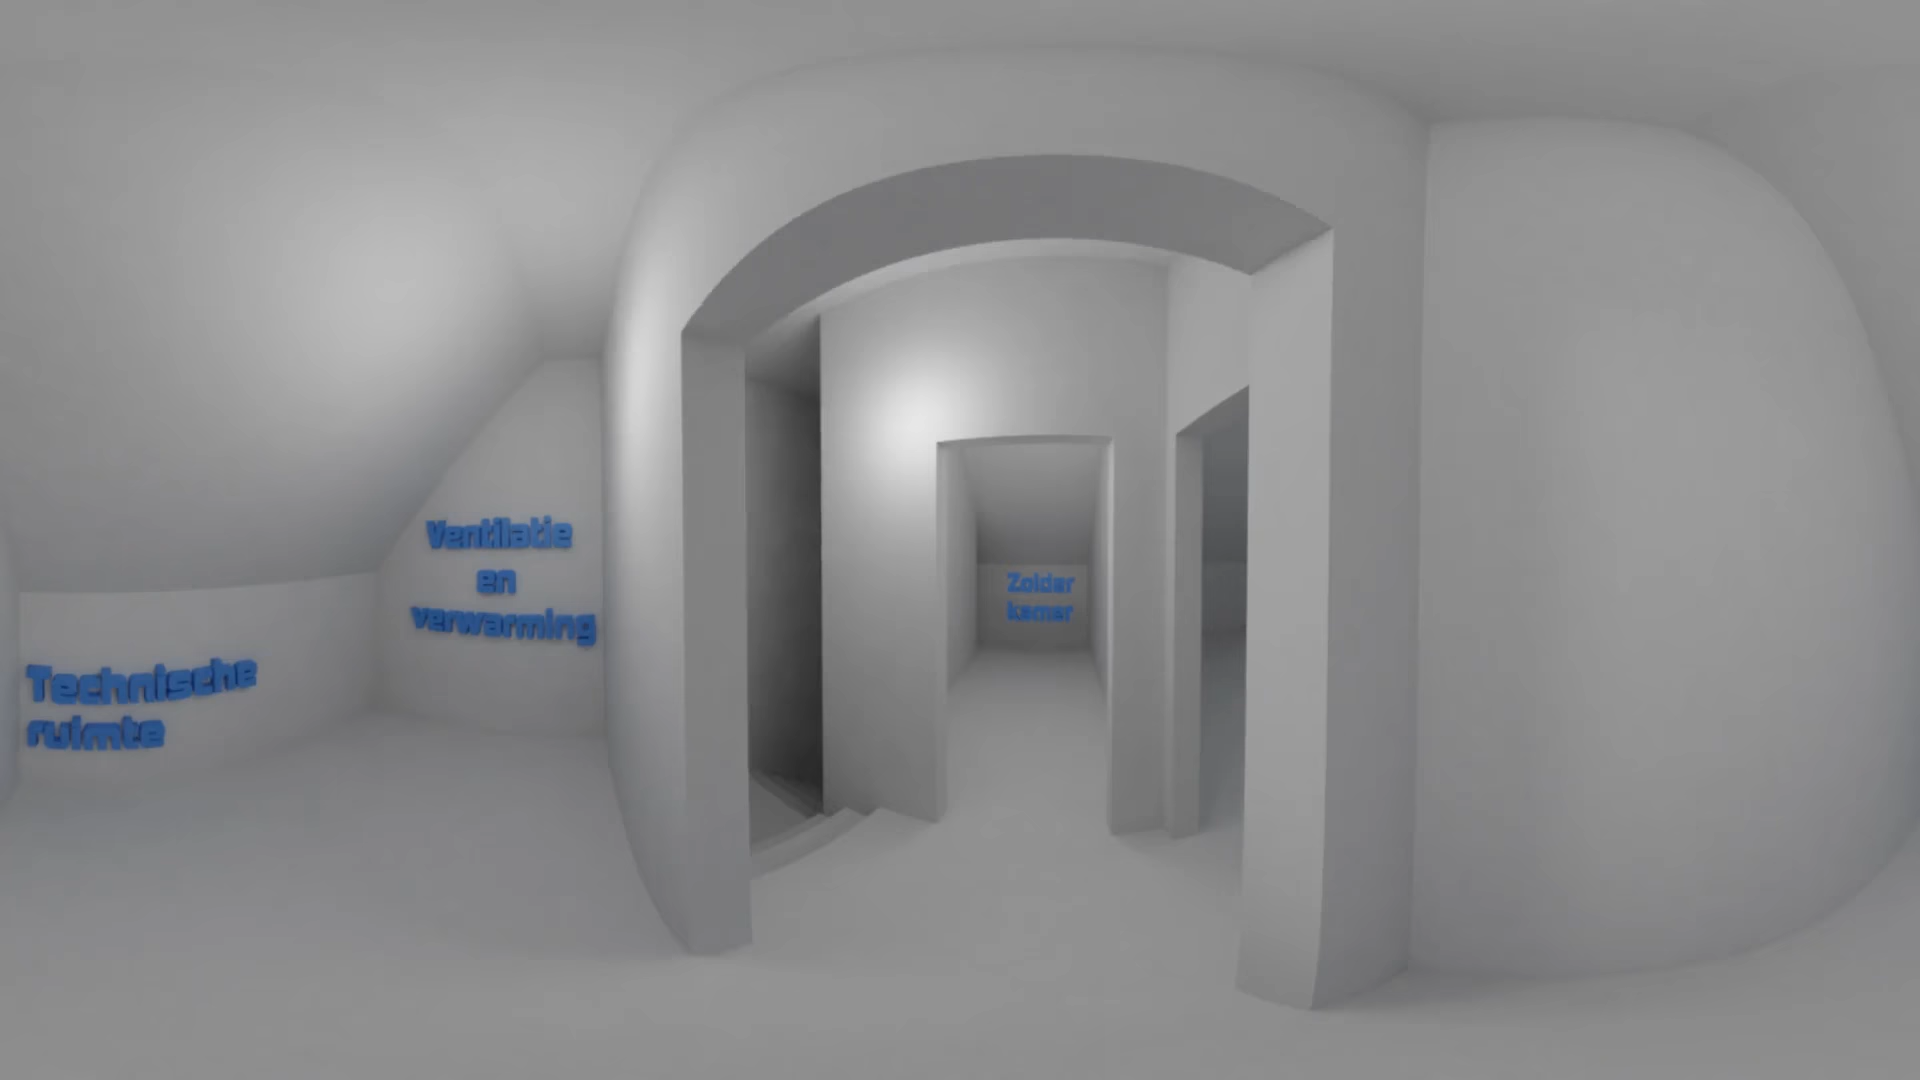 Technische
ruimte
Ventilatie
en
verwarming
Zolder
kamer